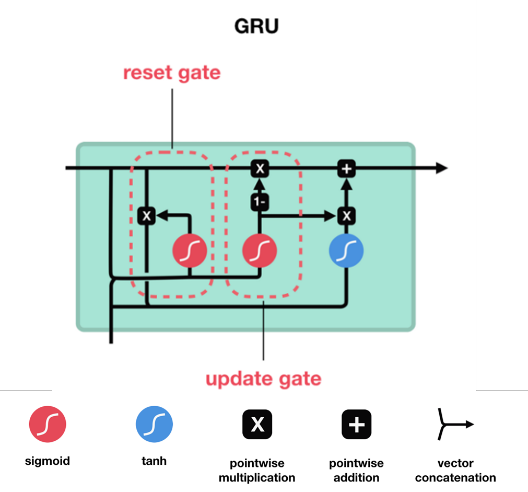 GRU
reset gate
X
+
1-
X
X
update gate
X
+
sigmoid
tanh
pointwise
multiplication
pointwise
addition
vector
concatenation